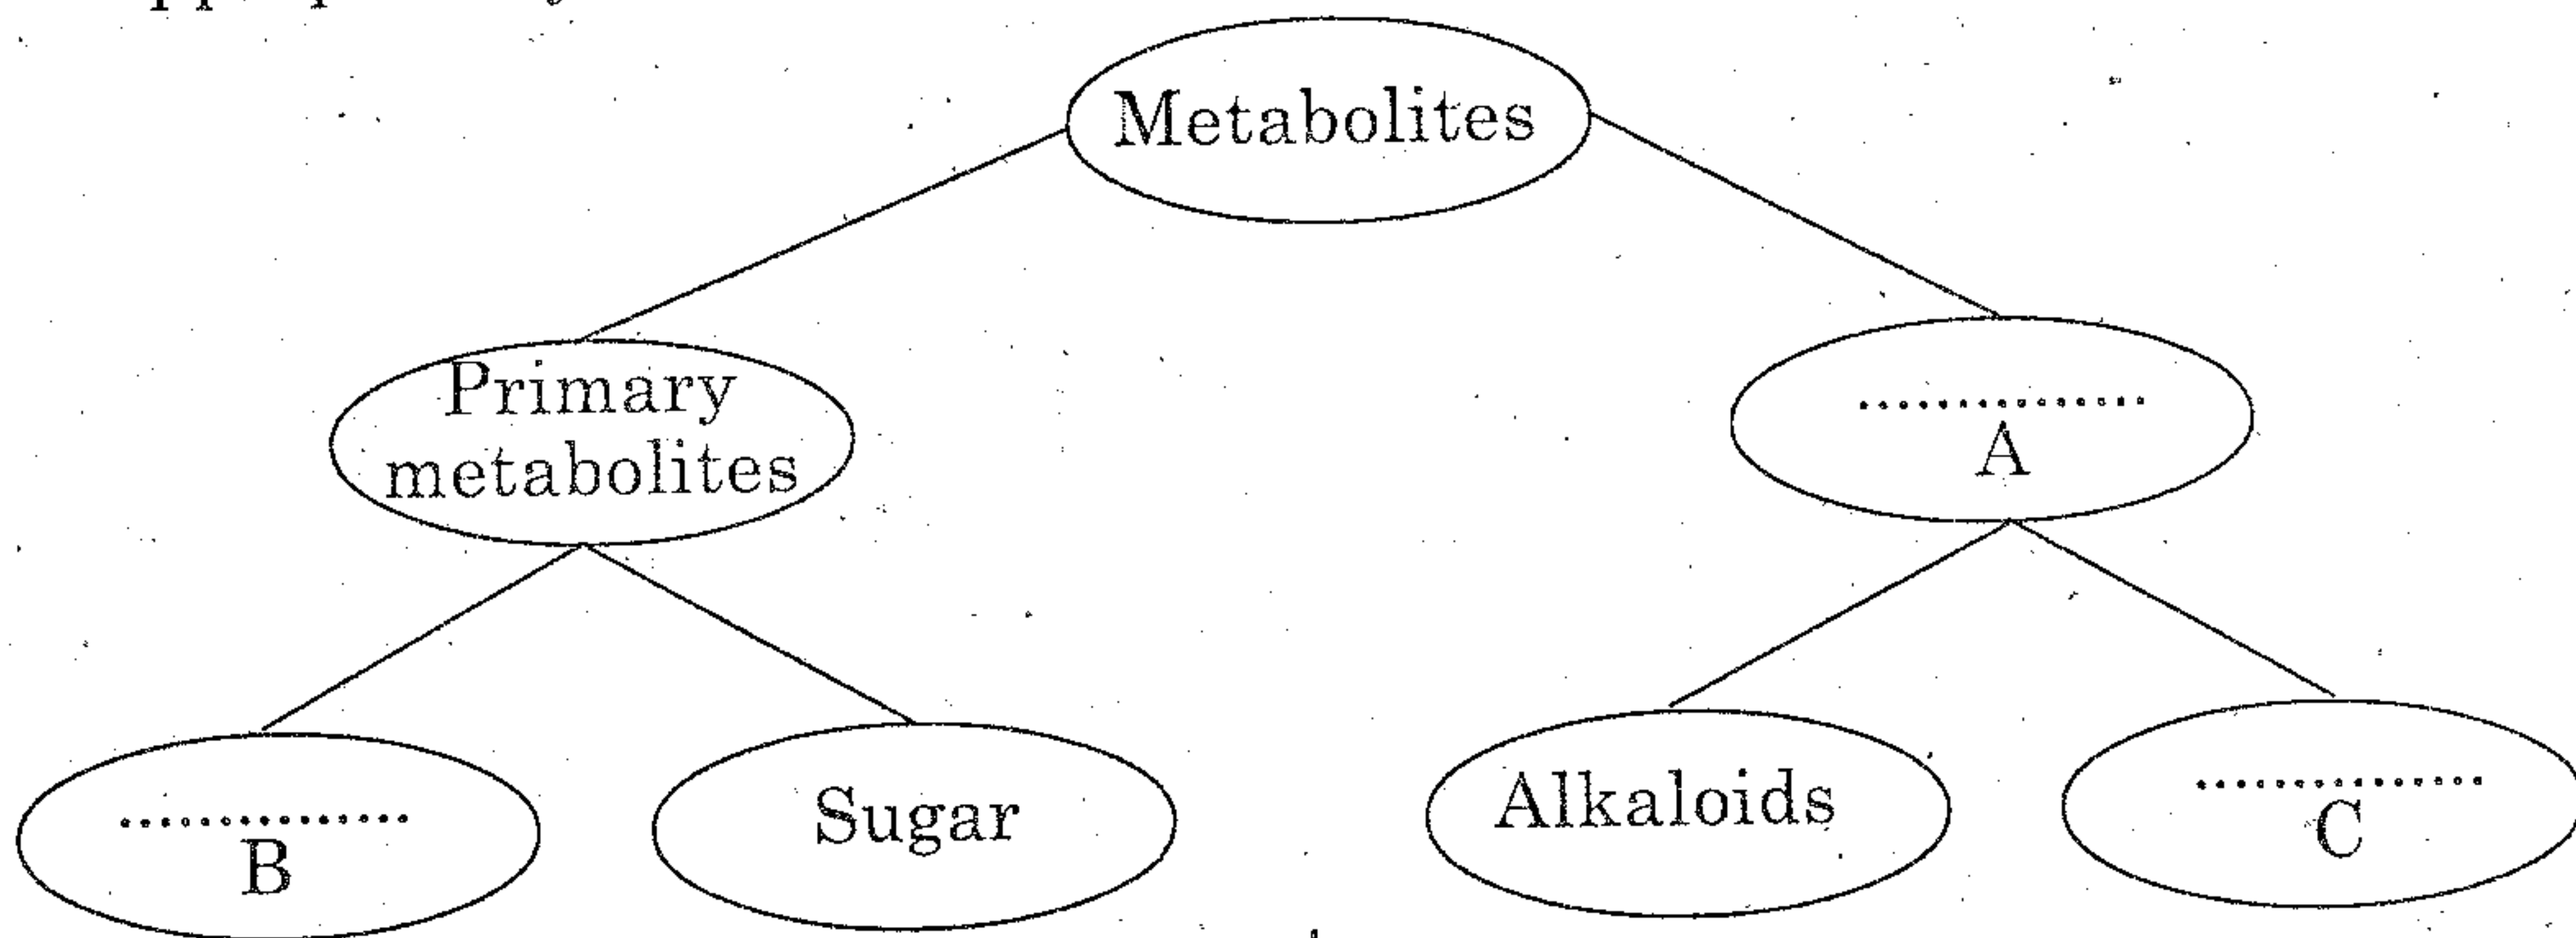 Metabolites
Primary
metabolites
..............
A
..............
B
Sugar
Alkaloids
..............
C